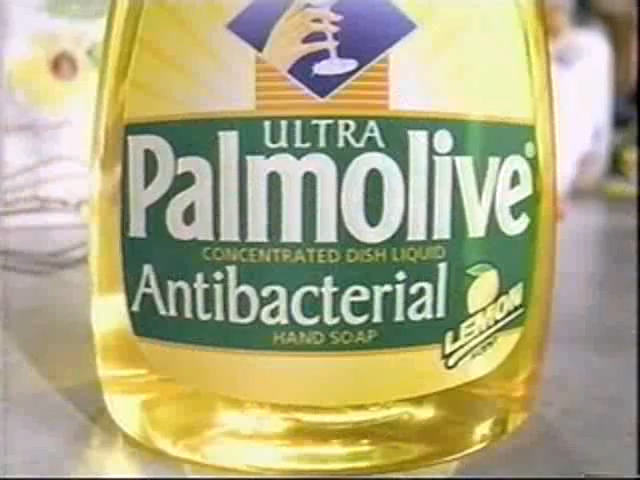 ULTRA
Palmolive®
CONCENTRATED DISH LIQUID
Antibacterial
HAND SOAP
LEMON